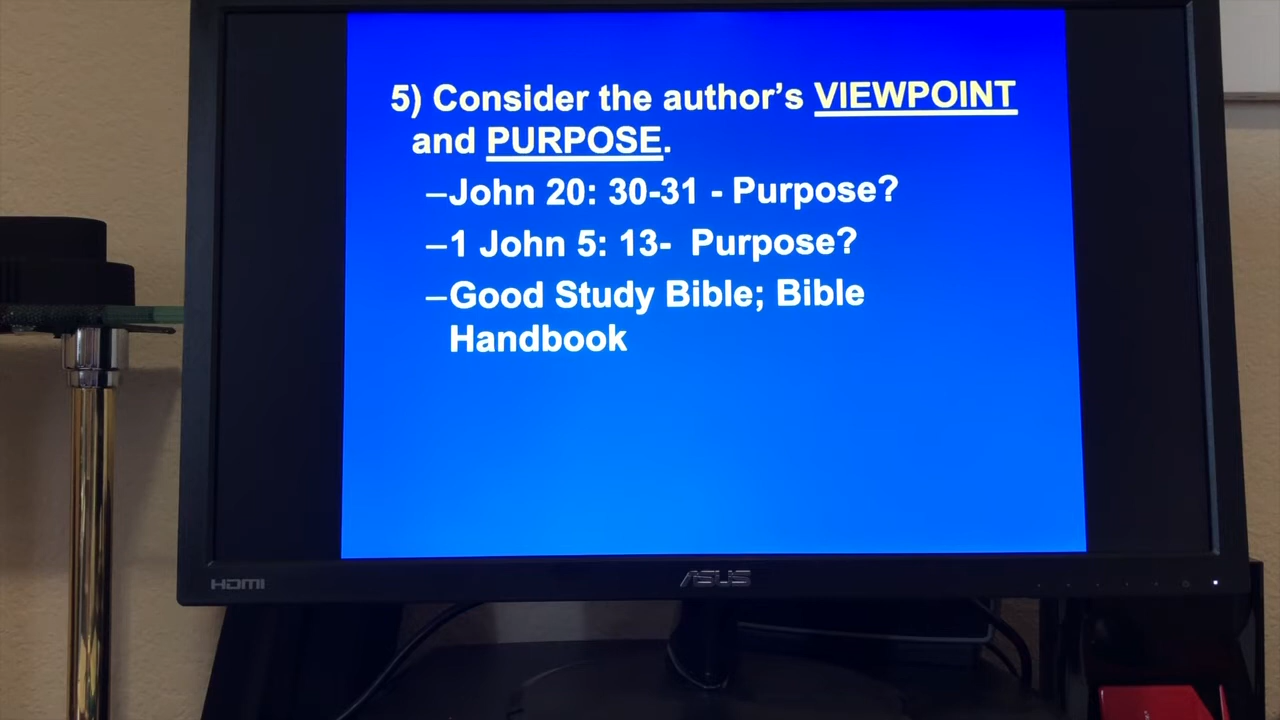 5) Consider the author's VIEWPOINT
and PURPOSE.
–John 20: 30-31 - Purpose?
–1 John 5: 13-  Purpose?
–Good Study Bible; Bible
Handbook
HDMI
ASUS